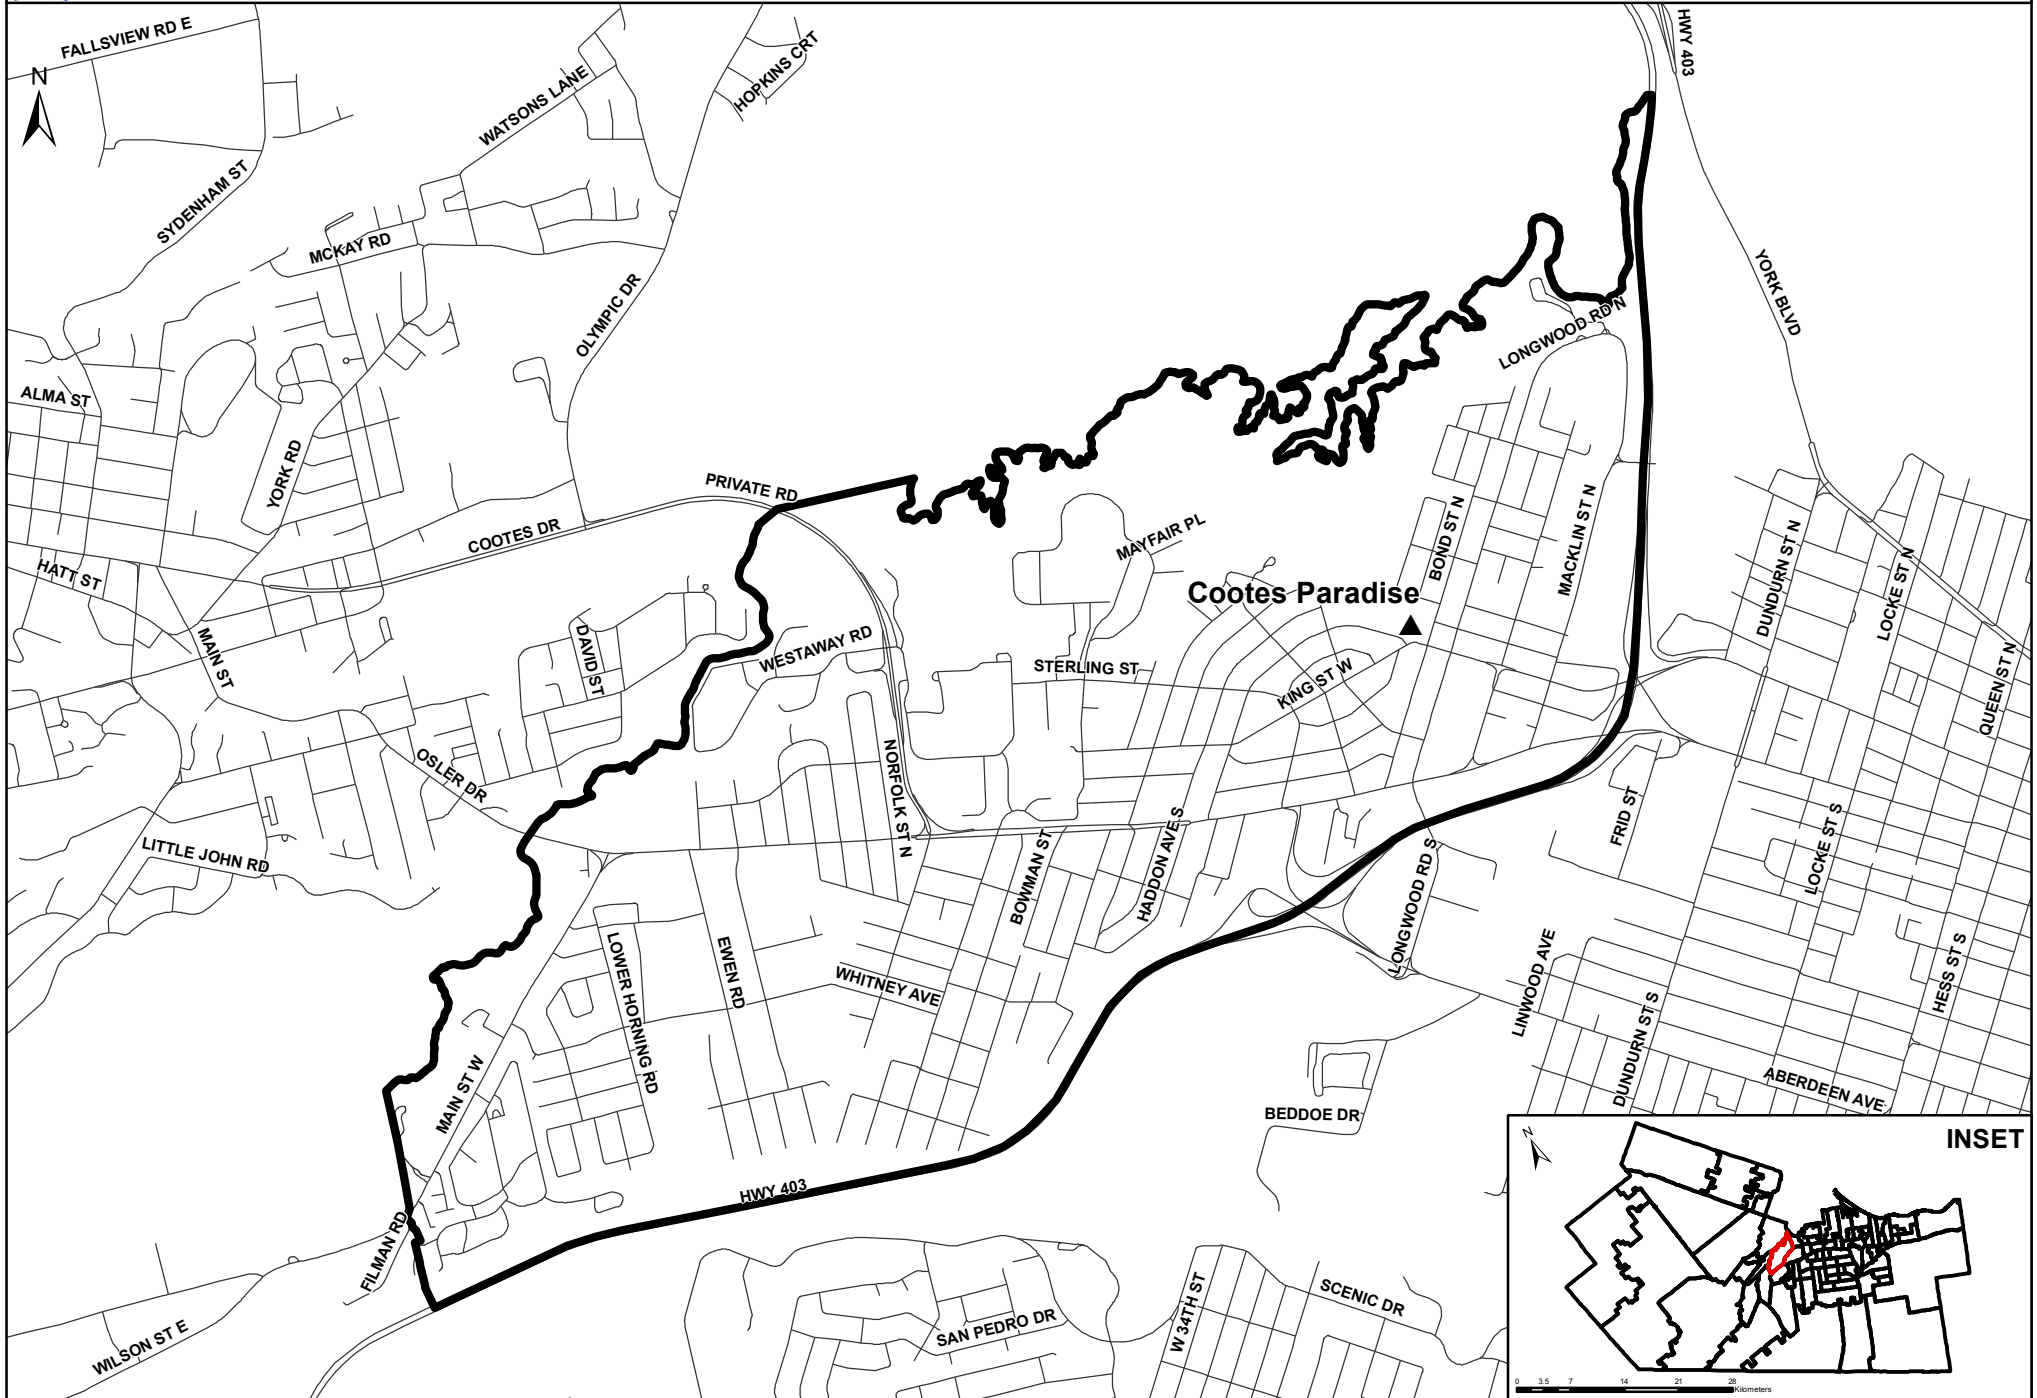 FALLSVIEW RD E
N
HOPKINS CRT
HWY 403
WATSONS LANE
SYDENHAM ST
MCKAY RD
OLYMPIC DR
YORK BLVD
LONGWOOD RD N
ALMA ST
YORK RD
PRIVATE RD
COOTES DR
MAYFAIR PL
BOND ST N
MACKLIN ST N
DUNDURN ST N
LOCKE ST N
HATT ST
Cootes Paradise
MAIN ST
DAVID ST
WESTAWAY RD
STERLING ST
KING ST W
QUEEN ST N
OSLER DR
NORFOLK ST N
FRID ST
LOCKE ST S
LITTLE JOHN RD
BOWMAN ST
HADDON AVE S
LONGWOOD RD S
LOWER HORNING RD
EWEN RD
WHITNEY AVE
LINWOOD AVE
HESS ST S
DUNDURN ST S
MAIN ST W
ABERDEEN AVE
BEDDOE DR
HWY 403
FILMAN RD
WILSON ST E
SAN PEDRO DR
W 34TH ST
SCENIC DR
INSET
N
0 3.5 7 14 21 28
Kilometers